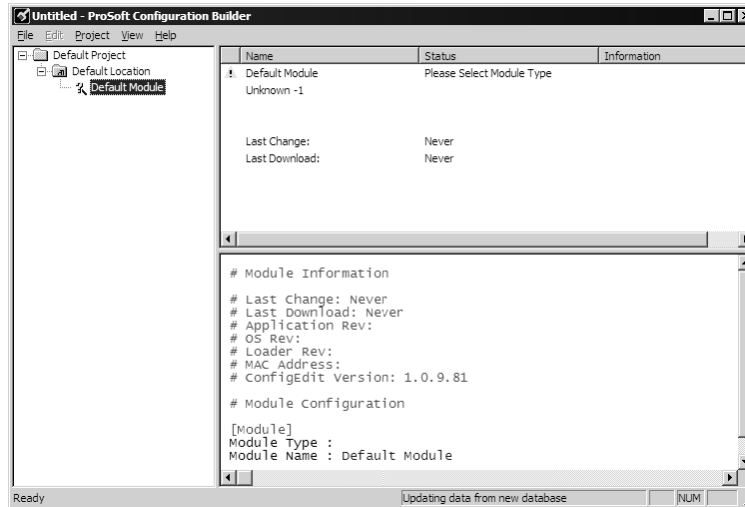 Untitled - ProSoft Configuration Builder
File Edit Project View Help
Default Project
Default Location
Default Module
Name Status Information
Default Module Please Select Module Type
Unknown -1
Last Change: Never
Last Download: Never
# Module Information
# Last Change: Never
# Last Download: Never
# Application Rev:
# OS Rev:
# Loader Rev:
# MAC Address:
# ConfigEdit Version: 1.0.9.81
# Module Configuration
[Module]
Module Type :
Module Name : Default Module
Ready Updating data from new database NUM